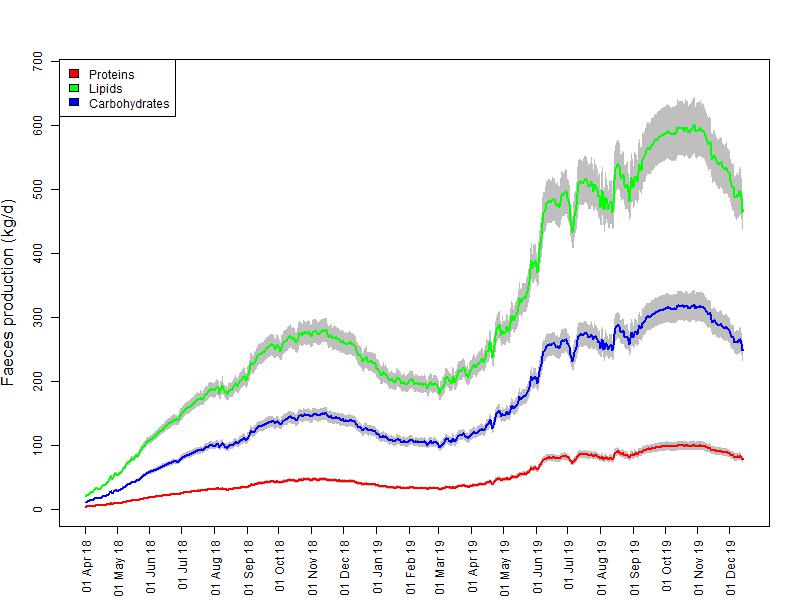 Proteins
Lipids
Carbohydrates
Faeces production (kg/d)
700
600
500
400
300
200
100
0
01 Apr 18
01 May 18
01 Jun 18
01 Jul 18
01 Aug 18
01 Sep 18
01 Oct 18
01 Nov 18
01 Dec 18
01 Jan 19
01 Feb 19
01 Mar 19
01 Apr 19
01 May 19
01 Jun 19
01 Jul 19
01 Aug 19
01 Sep 19
01 Oct 19
01 Nov 19
01 Dec 19